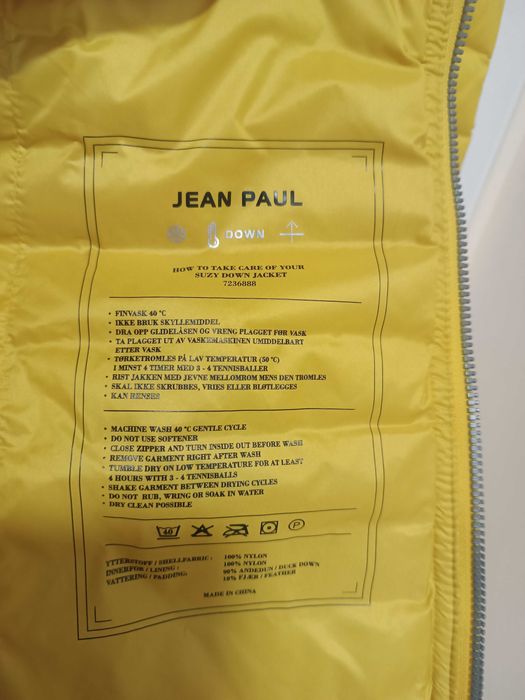 JEAN PAUL
DOWN
HOW TO TAKE CARE OF YOUR
SUZY DOWN JACKET
7236888
• FINVASK 40 °C
• IKKE BRUK SKYLLEMIDDEL
• DRA OPP GLIDELÅSEN OG VRENG PLAGGET FØR VASK
• TA PLAGGET UT AV VASKEMASKINEN UMIDDELBART
ETTER VASK
• TØRKETROMLES PÅ LAV TEMPERATUR (50 °C)
I MINST 4 TIMER MED 3 - 4 TENNISBALLER
• RIST JAKKEN MED JEVNE MELLOMROM MENS DEN TROMLES
• SKAL IKKE SKRUBBES, VRIES ELLER BLØTLEGGES
• KAN RENSES
• MACHINE WASH 40 °C GENTLE CYCLE
• DO NOT USE SOFTENER
• CLOSE ZIPPER AND TURN INSIDE OUT BEFORE WASH
• REMOVE GARMENT RIGHT AFTER WASH
• TUMBLE DRY ON LOW TEMPERATURE FOR AT LEAST
4 HOURS WITH 3 - 4 TENNISBALLS
• SHAKE GARMENT BETWEEN DRYING CYCLES
• DO NOT RUB, WRING OR SOAK IN WATER
• DRY CLEAN POSSIBLE
40 P
YTTERSTOFF / SHELLFABRIC: 100% NYLON
INNERFOR / LINING: 100% NYLON
VATTERING / PADDING: 90% ANDEDUN / DUCK DOWN
10% FJÆR / FEATHER
MADE IN CHINA